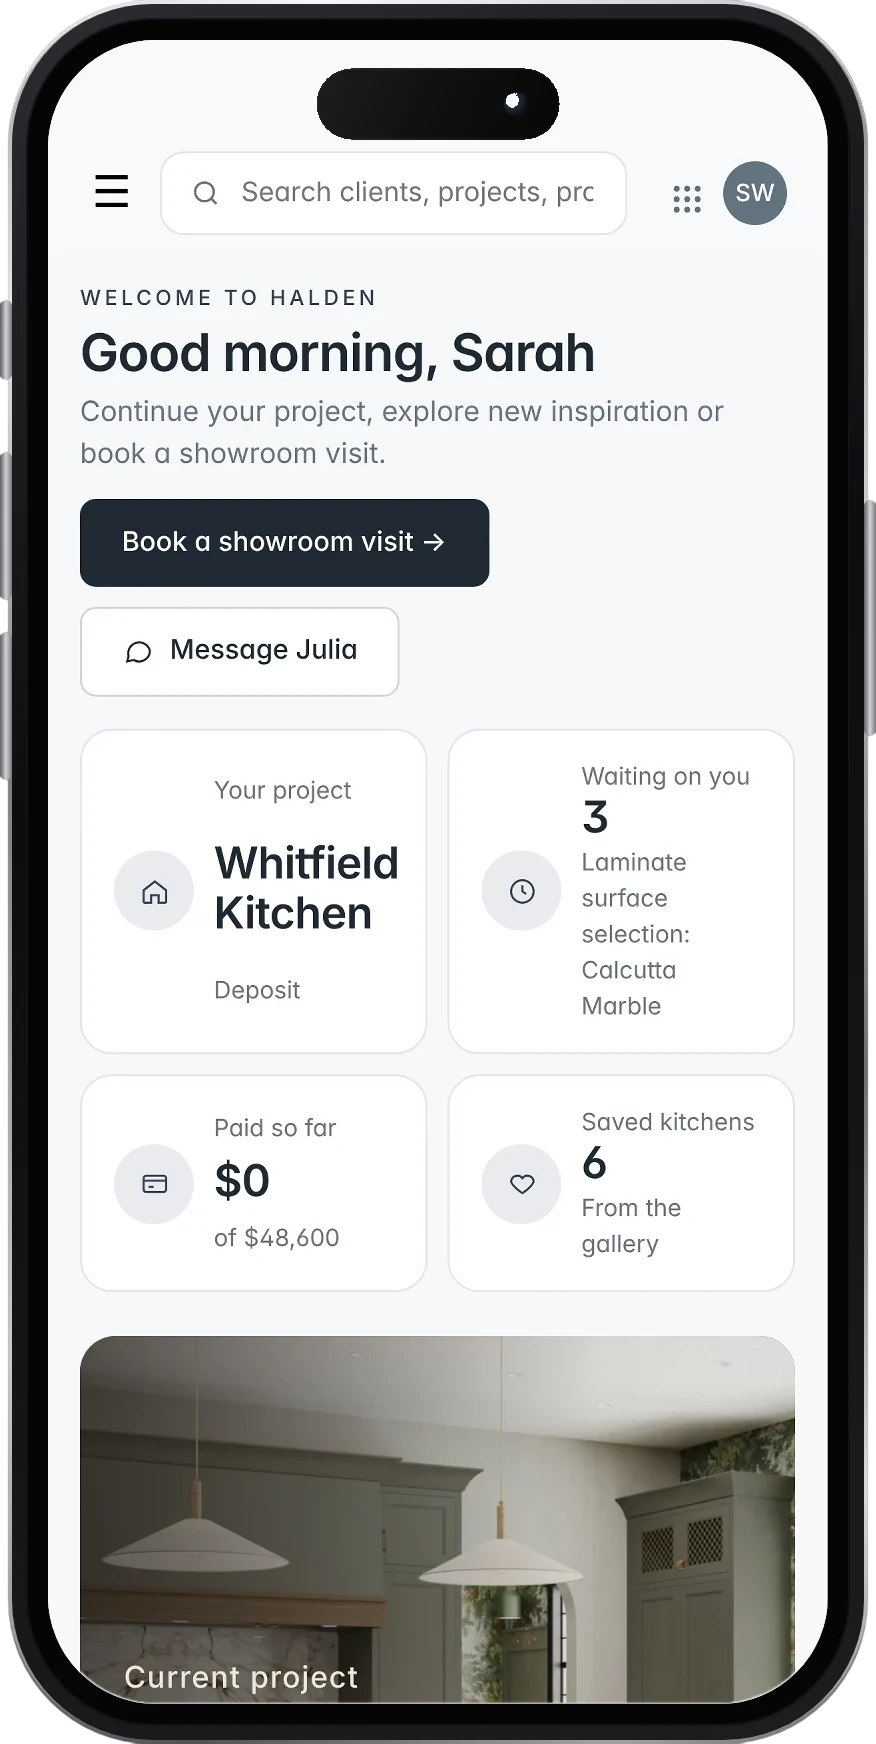 Search clients, projects, prc
SW
WELCOME TO HALDEN
Good morning, Sarah
Continue your project, explore new inspiration or
book a showroom visit.
Book a showroom visit →
Message Julia
Your project
Whitfield
Kitchen
Deposit
Waiting on you
3
Laminate
surface
selection:
Calcutta
Marble
Paid so far
$0
of $48,600
Saved kitchens
6
From the
gallery
Current project